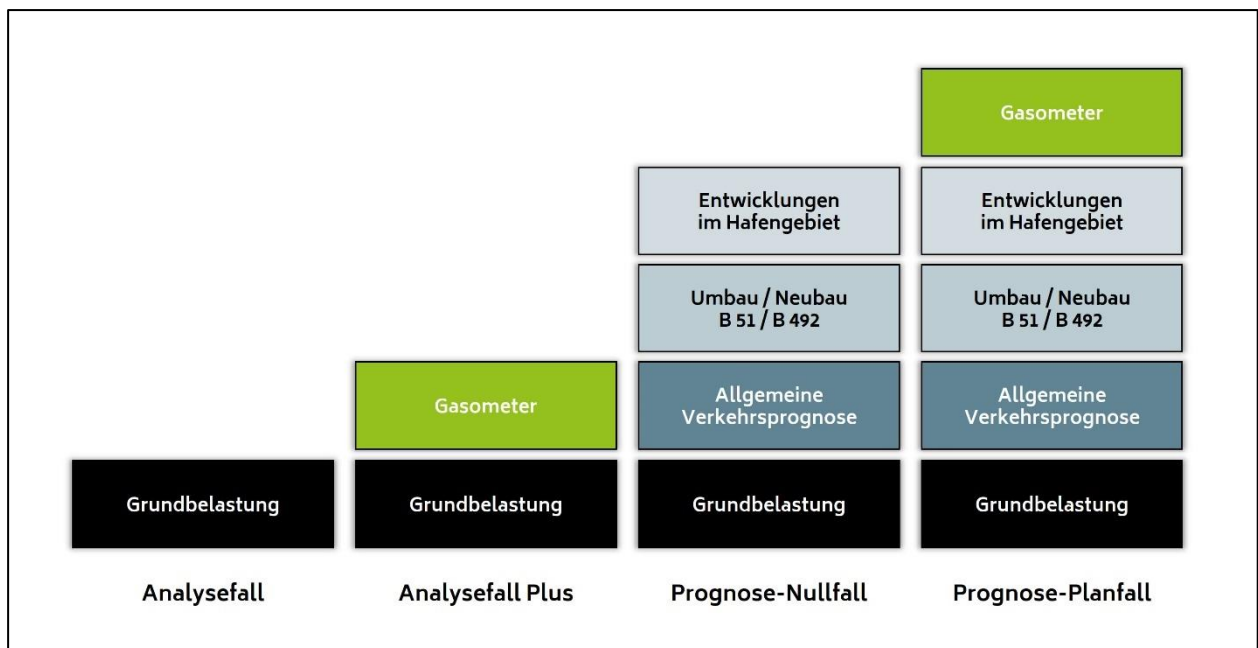 Gasometer
Entwicklungen
im Hafengebiet
Entwicklungen
im Hafengebiet
Umbau / Neubau
B 51 / B 492
Umbau / Neubau
B 51 / B 492
Gasometer
Allgemeine
Verkehrsprognose
Allgemeine
Verkehrsprognose
Grundbelastung
Grundbelastung
Grundbelastung
Grundbelastung
Analysefall
Analysefall Plus
Prognose-Nullfall
Prognose-Planfall